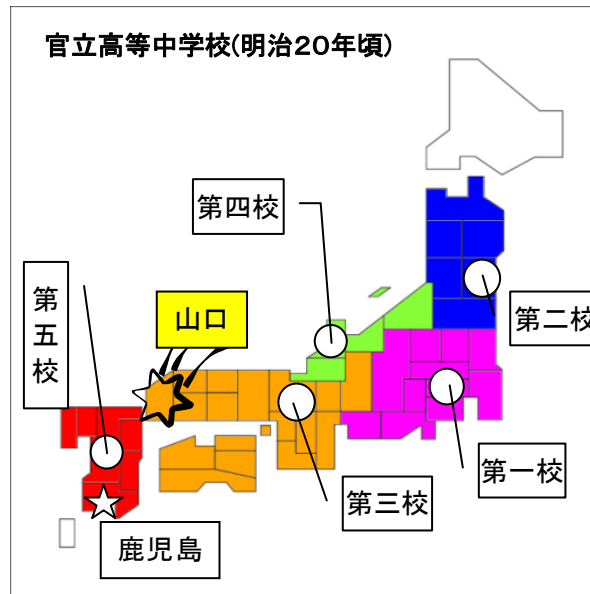 官立高等中学校(明治20年頃)
第四校
第五校
山口
第二校
第一校
第三校
鹿児島